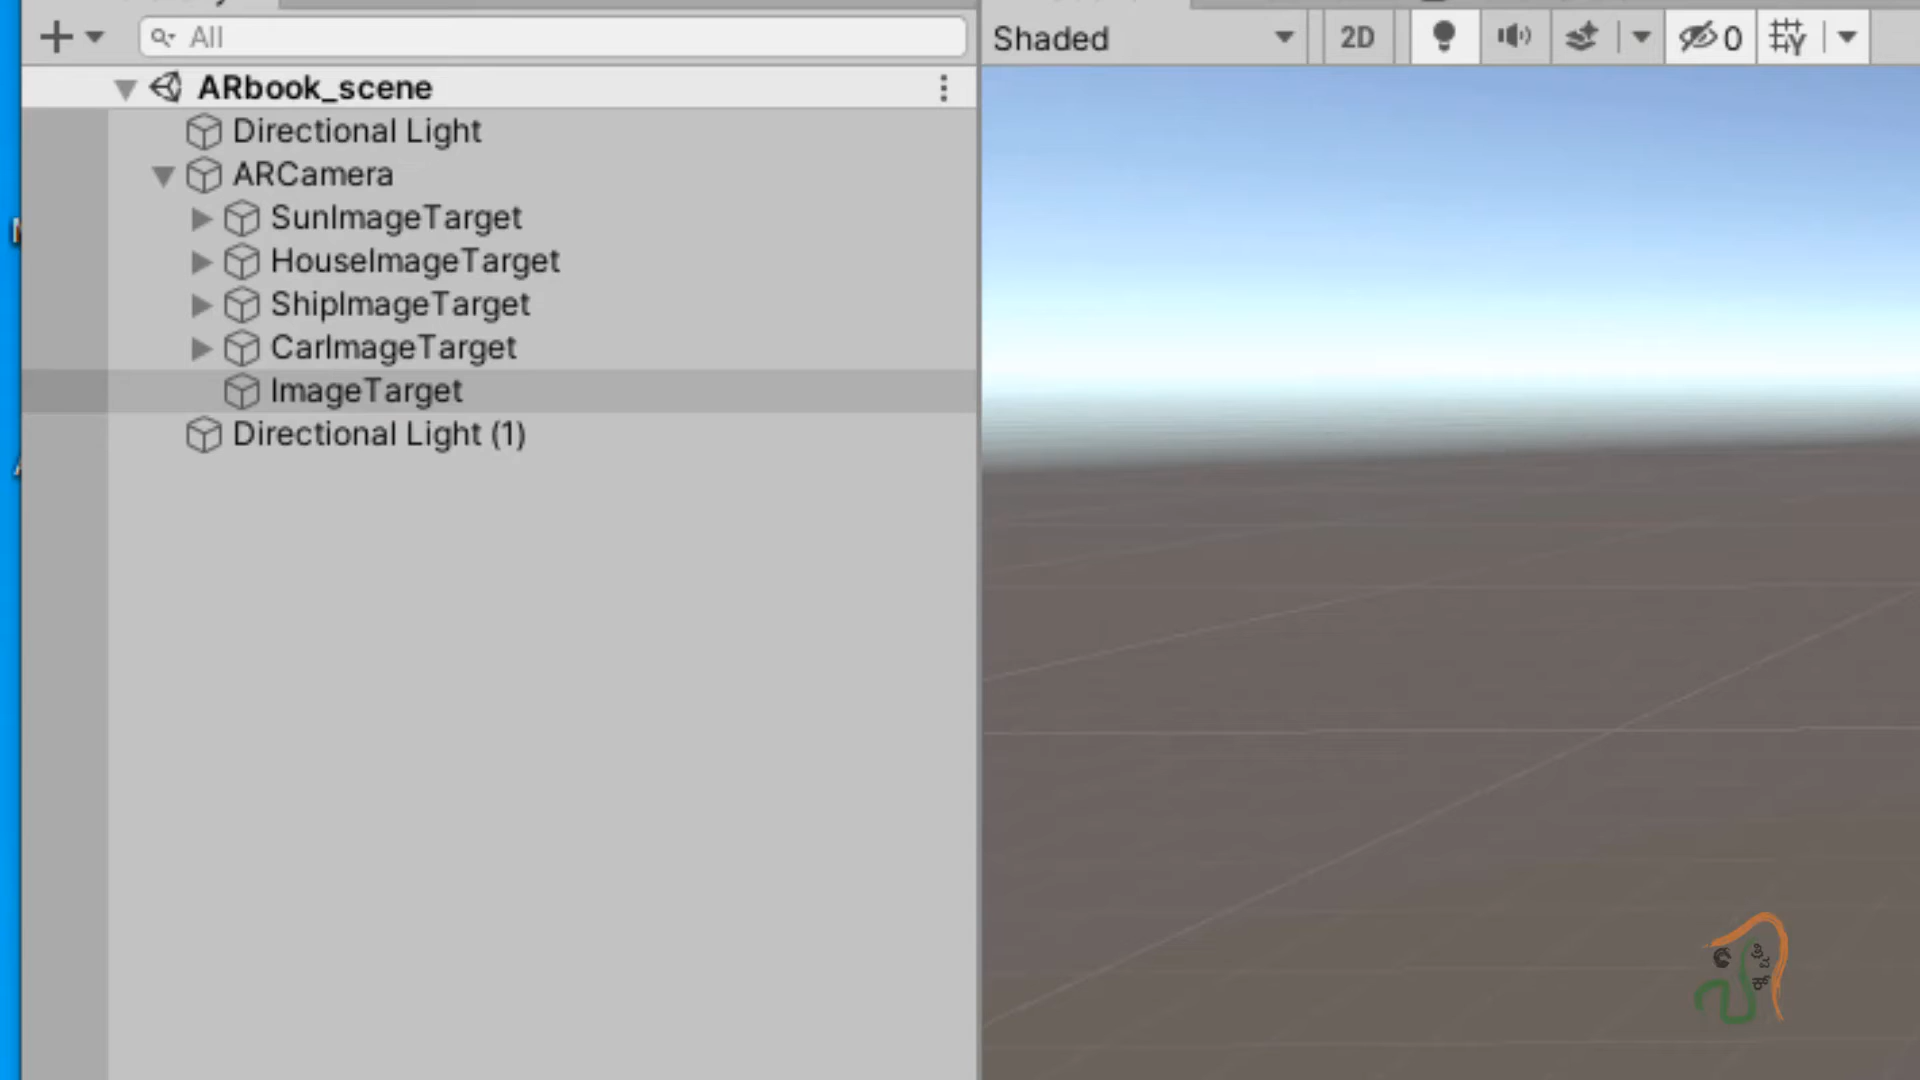 All
Shaded
2D
0
ARbook_scene
Directional Light
ARCamera
SunImageTarget
HouseImageTarget
ShipImageTarget
CarImageTarget
ImageTarget
Directional Light (1)